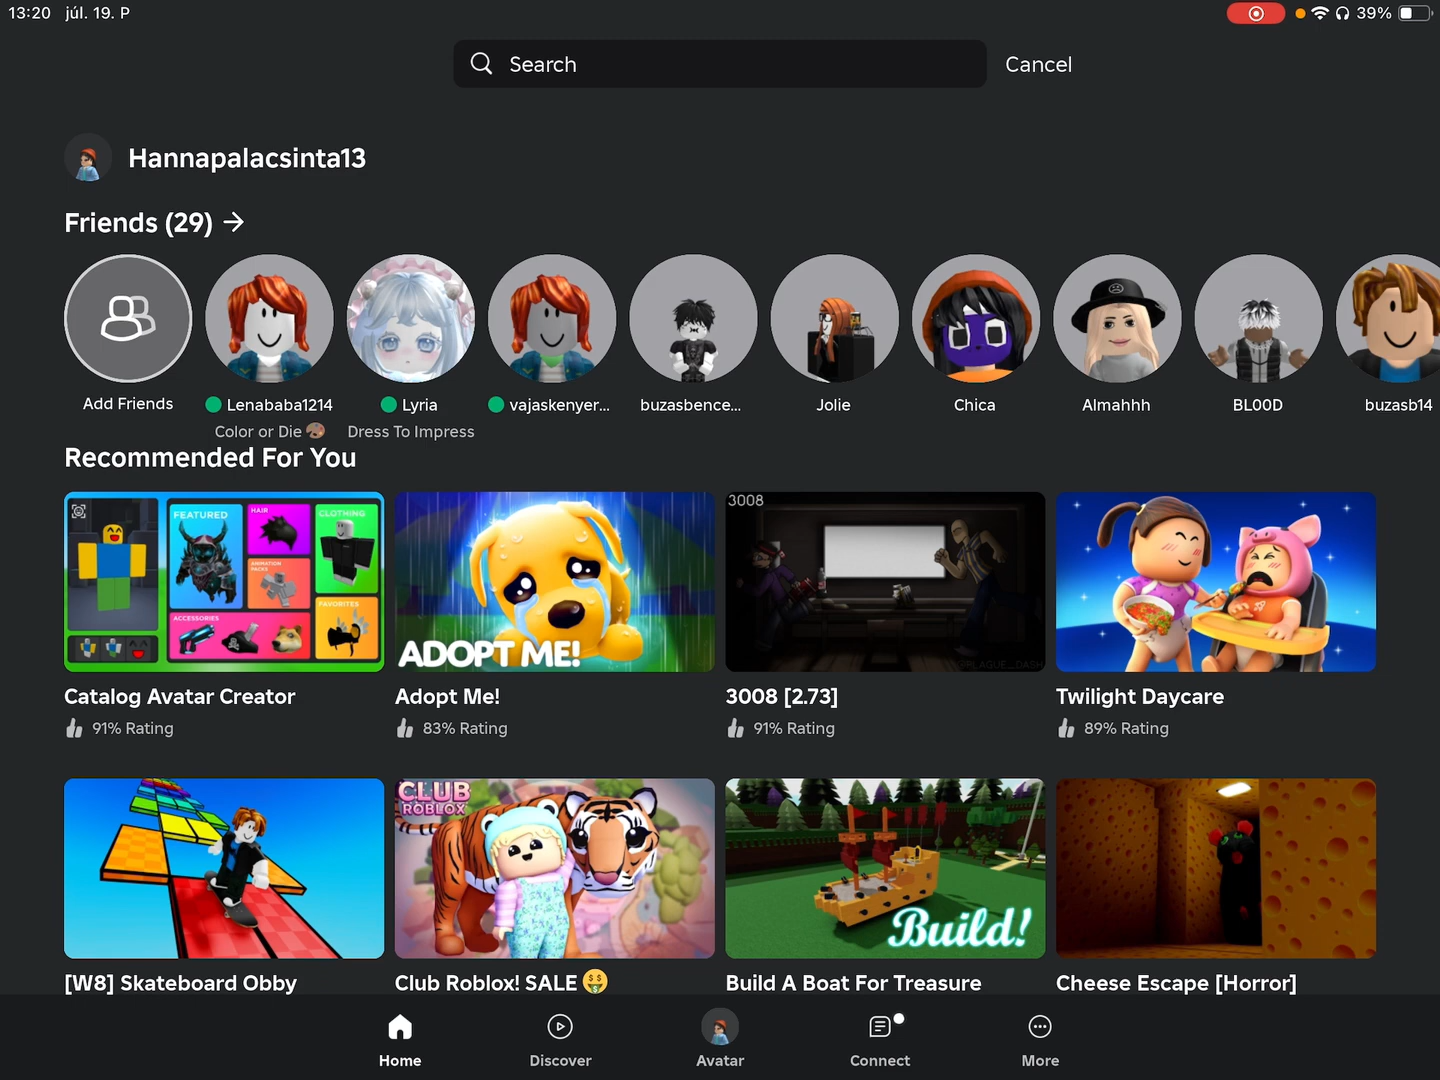 13:20 júl. 19. P
39%
Search
Cancel
Hannapalacsinta13
Friends (29) →
Add Friends
Lenababa1214
Lyria
vajaskenyer...
buzasbence...
Jolie
Chica
Almahhh
BL00D
buzasb14
Color or Die 🎨
Dress To Impress
Recommended For You
FEATURED
HAIR
CLOTHING
ANIMATION PACKS
ACCESSORIES
FAVORITES
ADOPT ME!
3008
@PLAGUE_DASH
Catalog Avatar Creator
Adopt Me!
3008 [2.73]
Twilight Daycare
91% Rating
83% Rating
91% Rating
89% Rating
CLUB
ROBLOX
Build!
[W8] Skateboard Obby
Club Roblox! SALE 🤑
Build A Boat For Treasure
Cheese Escape [Horror]
Home
Discover
Avatar
Connect
More